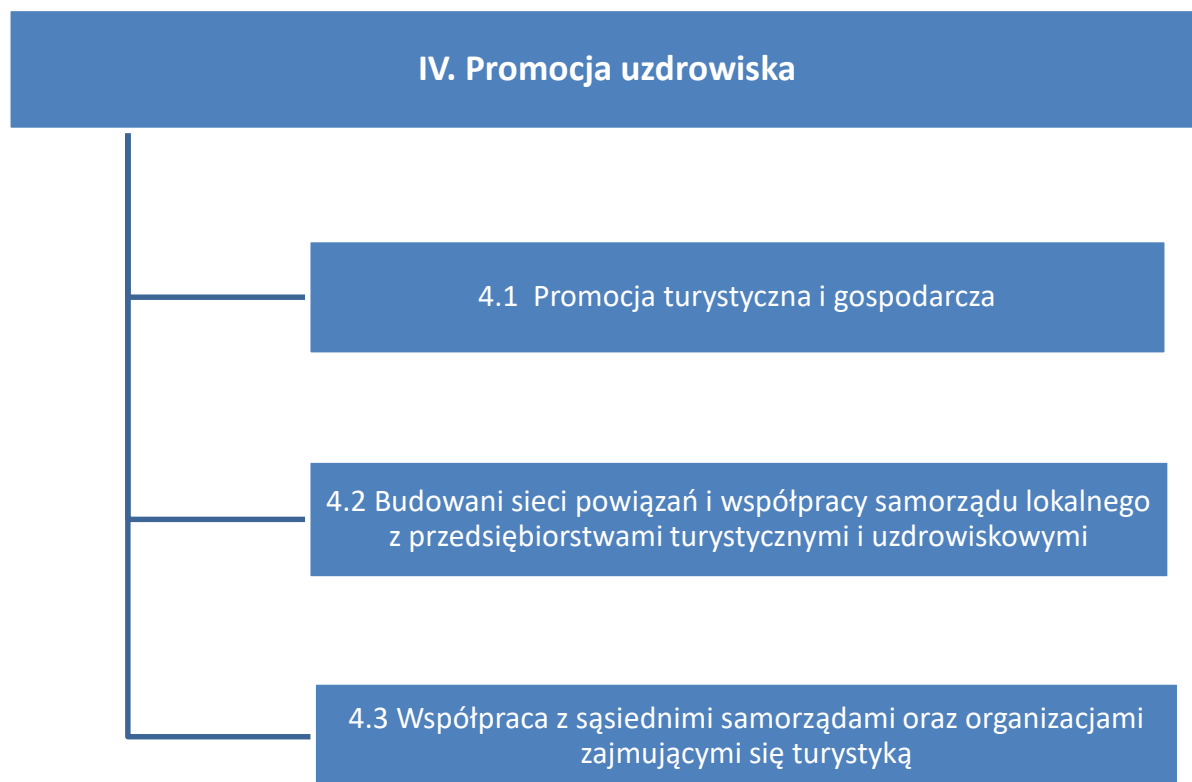 IV. Promocja uzdrowiska
4.1 Promocja turystyczna i gospodarcza
4.2 Budowani sieci powiązań i współpracy samorządu lokalnego
z przedsiębiorstwami turystycznymi i uzdrowiskowymi
4.3 Współpraca z sąsiednimi samorządami oraz organizacjami
zajmującymi się turystyką